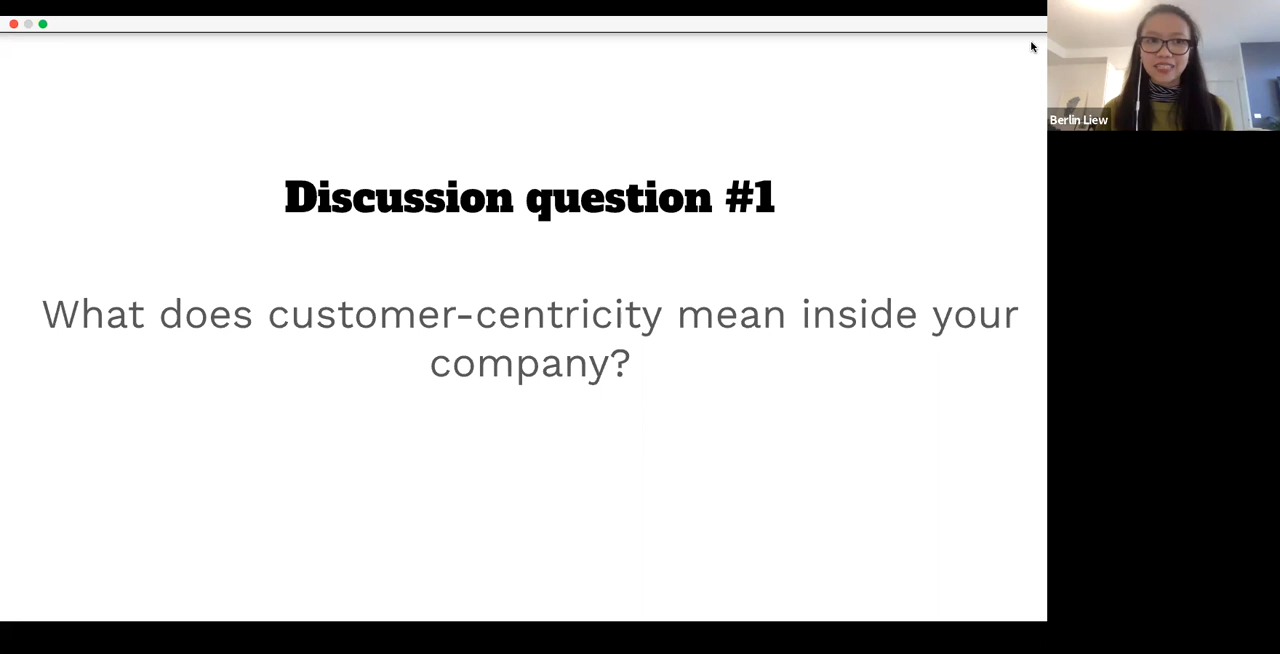 Discussion question #1
What does customer-centricity mean inside your
company?
Berlin Liew